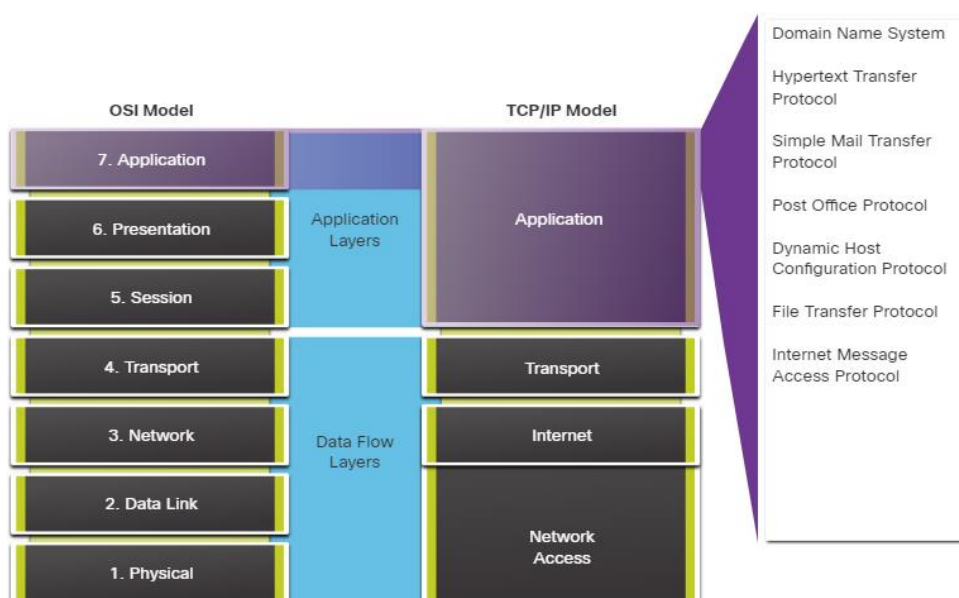 OSI Model
7. Application
6. Presentation
5. Session
4. Transport
3. Network
2. Data Link
1. Physical
Application
Layers
Data Flow
Layers
TCP/IP Model
Application
Transport
Internet
Network
Access
Domain Name System
Hypertext Transfer
Protocol
Simple Mail Transfer
Protocol
Post Office Protocol
Dynamic Host
Configuration Protocol
File Transfer Protocol
Internet Message
Access Protocol